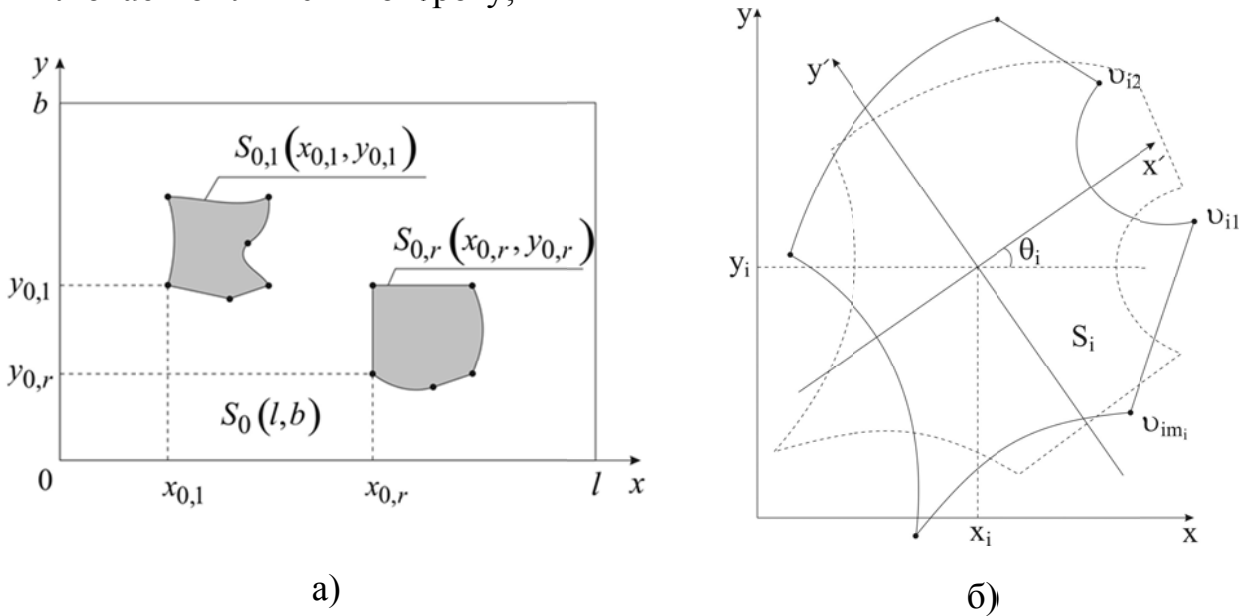 y
b
S₀,₁(x₀,₁, y₀,₁)
S₀,ᵣ(x₀,ᵣ, y₀,ᵣ)
y₀,₁
y₀,ᵣ
S₀(l,b)
0
x₀,₁
x₀,ᵣ
l
x
а)
y
y′
υᵢ₂
x′
υᵢ₁
yᵢ
θᵢ
Sᵢ
υᵢₘᵢ
xᵢ
x
б)